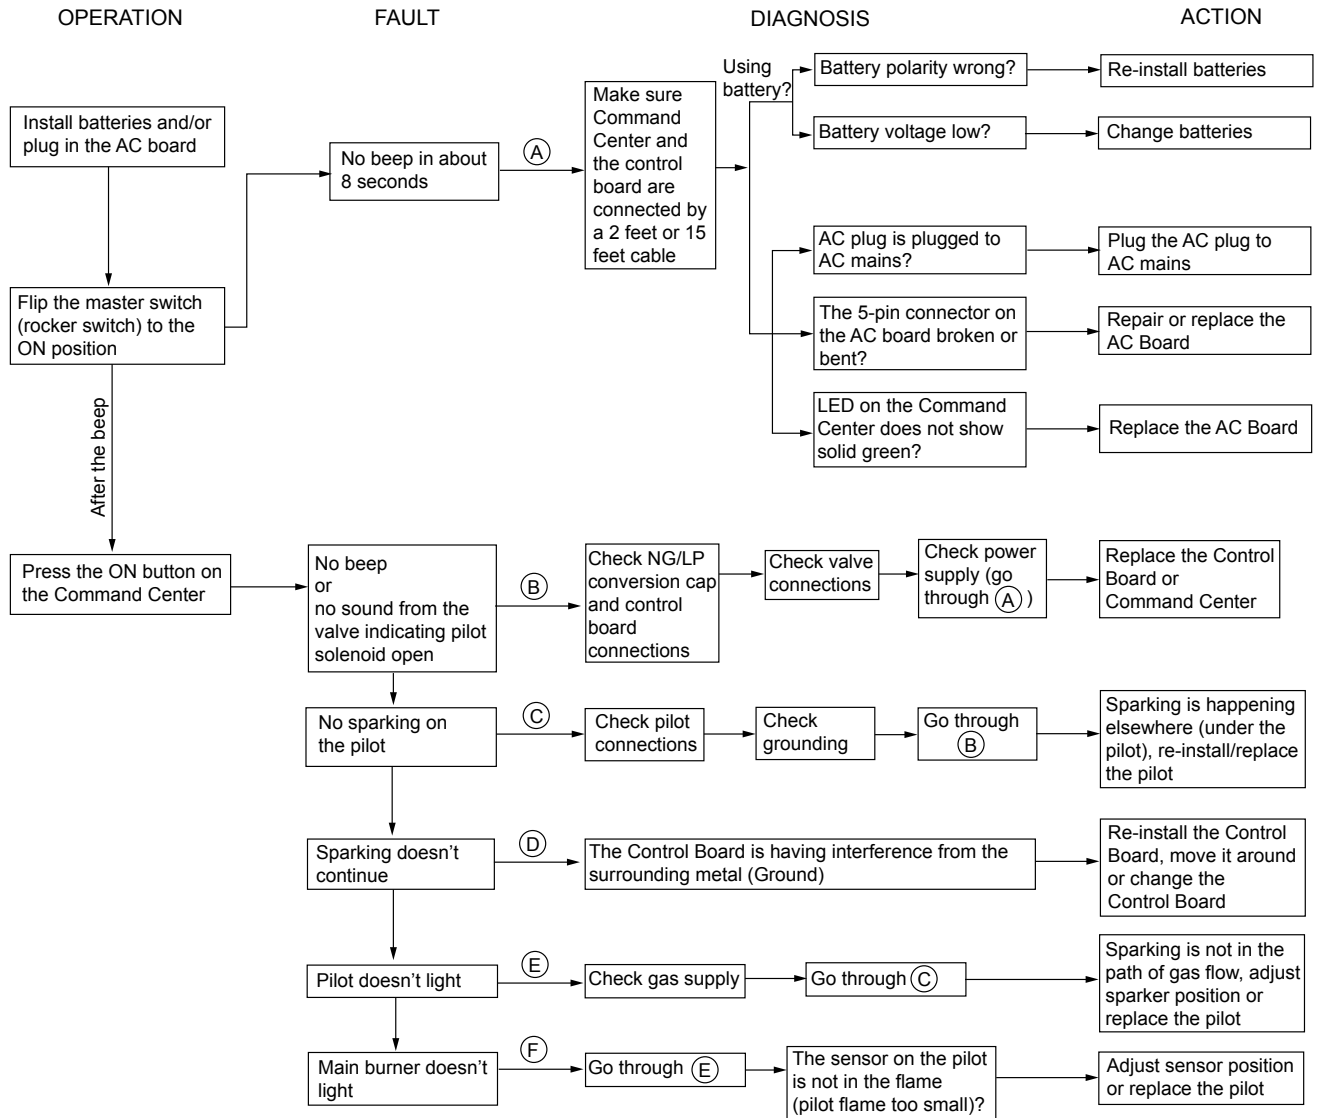 OPERATION
FAULT
DIAGNOSIS
ACTION
Install batteries and/or
plug in the AC board
Flip the master switch
(rocker switch) to the
ON position
After the beep
Press the ON button on
the Command Center
No beep in about
8 seconds
A
Make sure
Command
Center and
the control
board are
connected by
a 2 feet or 15
feet cable
Using
battery?
Battery polarity wrong?
Re-install batteries
Battery voltage low?
Change batteries
AC plug is plugged to
AC mains?
Plug the AC plug to
AC mains
The 5-pin connector on
the AC board broken or
bent?
Repair or replace the
AC Board
LED on the Command
Center does not show
solid green?
Replace the AC Board
No beep
or
no sound from the
valve indicating pilot
solenoid open
B
Check NG/LP
conversion cap
and control
board
connections
Check valve
connections
Check power
supply (go
through A )
Replace the Control
Board or
Command Center
No sparking on
the pilot
C
Check pilot
connections
Check
grounding
Go through
B
Sparking is happening
elsewhere (under the
pilot), re-install/replace
the pilot
Sparking doesn't
continue
D
The Control Board is having interference from the
surrounding metal (Ground)
Re-install the Control
Board, move it around
or change the
Control Board
Pilot doesn't light
E
Check gas supply
Go through C
Sparking is not in the
path of gas flow, adjust
sparker position or
replace the pilot
Main burner doesn't
light
F
Go through E
The sensor on the pilot
is not in the flame
(pilot flame too small)?
Adjust sensor position
or replace the pilot